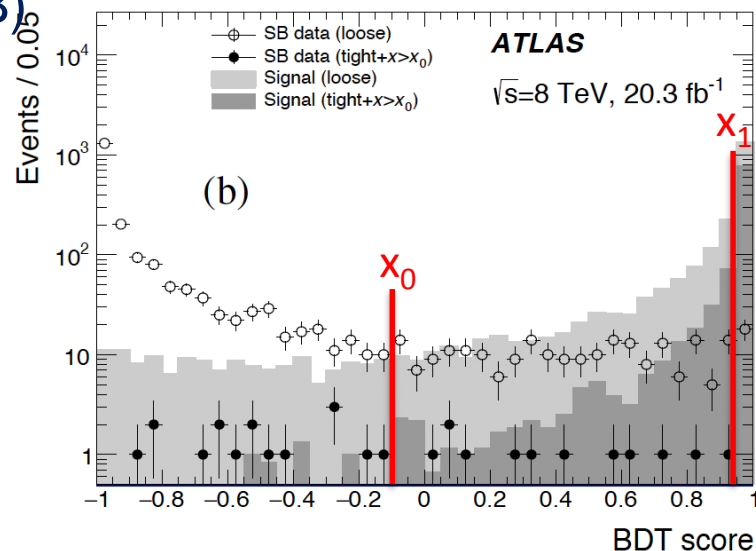 3)
Events / 0.05
10⁴
10³
10²
10
1
SB data (loose)
SB data (tight+x>x₀)
Signal (loose)
Signal (tight+x>x₀)
ATLAS
√s=8 TeV, 20.3 fb⁻¹
(b)
x₀
x₁
−1 −0.8 −0.6 −0.4 −0.2 0 0.2 0.4 0.6 0.8 1
BDT score